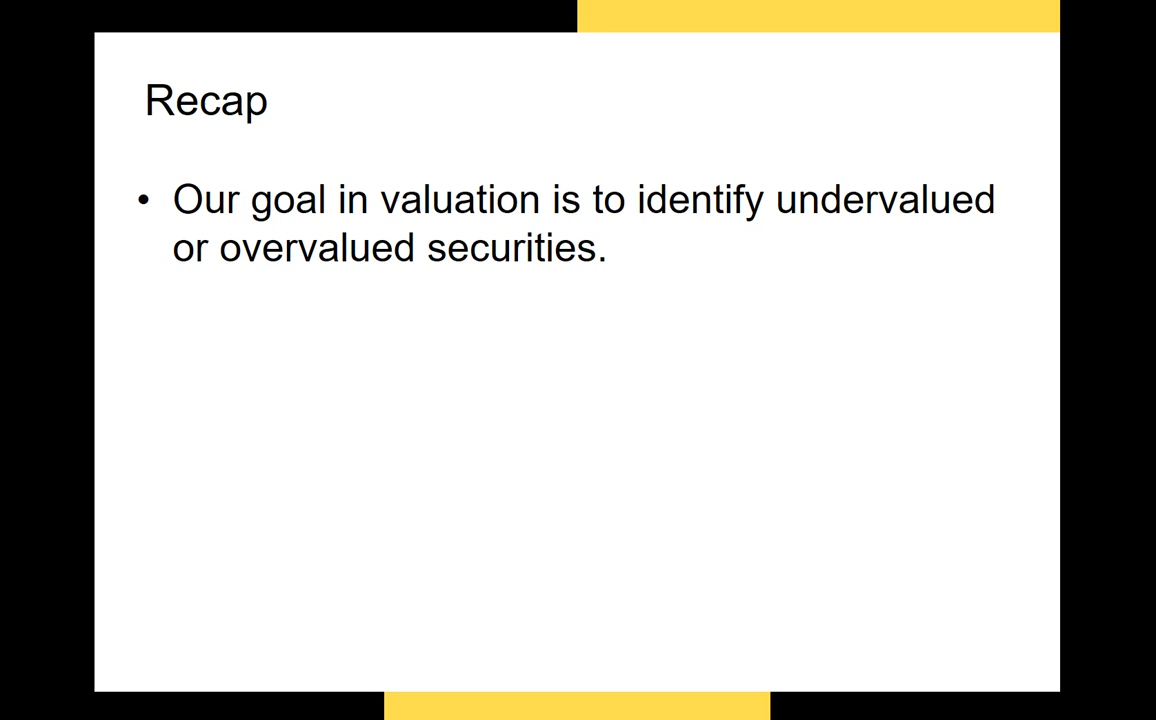 Recap
• Our goal in valuation is to identify undervalued
or overvalued securities.